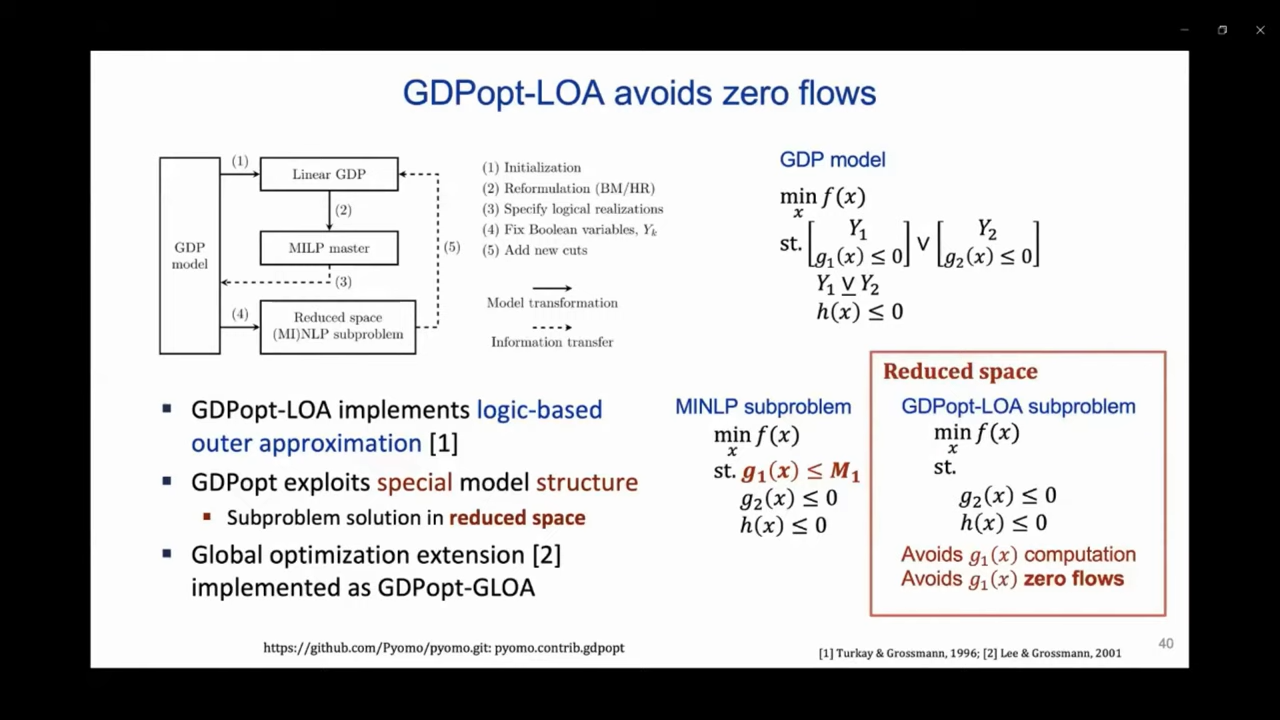 GDPopt-LOA avoids zero flows
GDP
model
(1)
Linear GDP
(2)
MILP master
(3)
(4)
Reduced space
(MI)NLP subproblem
(5)
(1) Initialization
(2) Reformulation (BM/HR)
(3) Specify logical realizations
(4) Fix Boolean variables, Yₖ
(5) Add new cuts
Model transformation
Information transfer
GDP model
min f(x)
x
st. [Y₁ g₁(x) ≤ 0] ∨ [Y₂ g₂(x) ≤ 0]
Y₁ ⊻ Y₂
h(x) ≤ 0
▪ GDPopt-LOA implements logic-based
outer approximation [1]
▪ GDPopt exploits special model structure
▪ Subproblem solution in reduced space
▪ Global optimization extension [2]
implemented as GDPopt-GLOA
MINLP subproblem
min f(x)
x
st. g₁(x) ≤ M₁
g₂(x) ≤ 0
h(x) ≤ 0
Reduced space
GDPopt-LOA subproblem
min f(x)
x
st.
g₂(x) ≤ 0
h(x) ≤ 0
Avoids g₁(x) computation
Avoids g₁(x) zero flows
https://github.com/Pyomo/pyomo.git: pyomo.contrib.gdpopt
[1] Turkay & Grossmann, 1996; [2] Lee & Grossmann, 2001
40